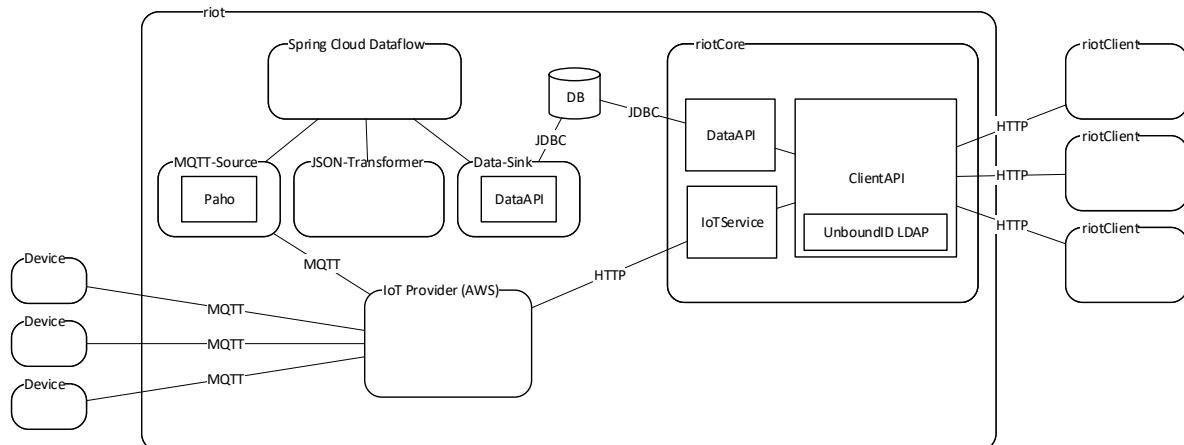 riot
Spring Cloud Dataflow
riotCore
riotClient
DB
JDBC
DataAPI
HTTP
JDBC
MQTT-Source
JSON-Transformer
Data-Sink
riotClient
Paho
DataAPI
ClientAPI
HTTP
IoTService
UnboundID LDAP
HTTP
riotClient
Device
MQTT
HTTP
IoT Provider (AWS)
MQTT
Device
MQTT
Device
MQTT